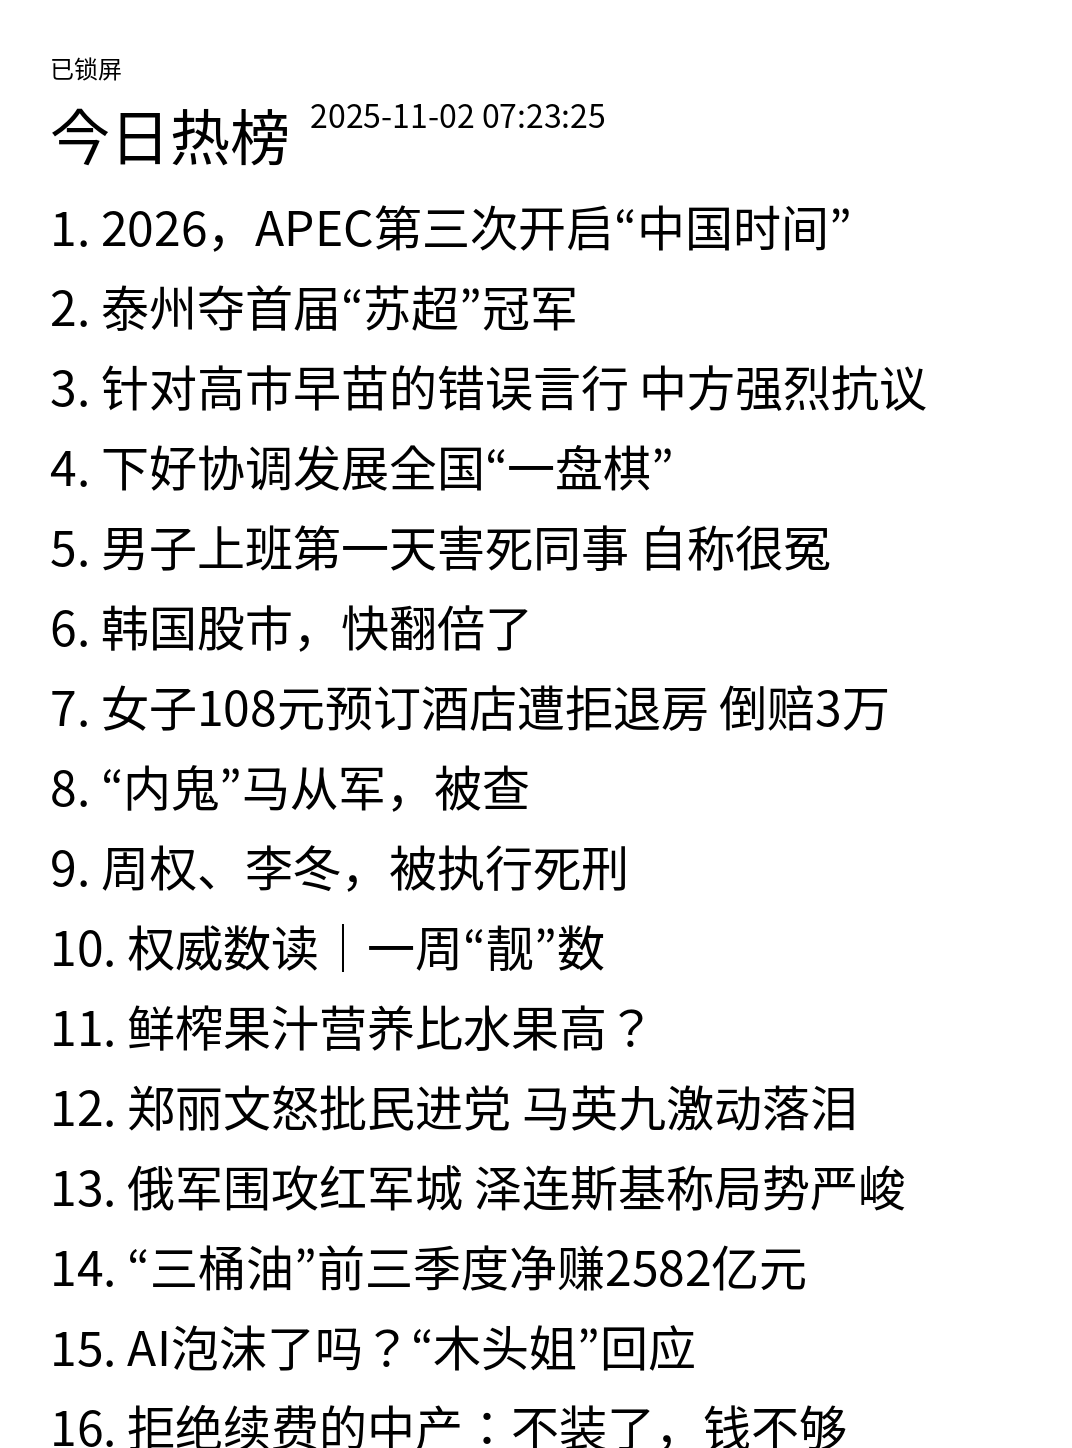 已锁屏
今日热榜 2025-11-02 07:23:25
1. 2026，APEC第三次开启“中国时间”
2. 泰州夺首届“苏超”冠军
3. 针对高市早苗的错误言行 中方强烈抗议
4. 下好协调发展全国“一盘棋”
5. 男子上班第一天害死同事 自称很冤
6. 韩国股市，快翻倍了
7. 女子108元预订酒店遭拒退房 倒赔3万
8. “内鬼”马从军，被查
9. 周权、李冬，被执行死刑
10. 权威数读｜一周“靓”数
11. 鲜榨果汁营养比水果高？
12. 郑丽文怒批民进党 马英九激动落泪
13. 俄军围攻红军城 泽连斯基称局势严峻
14. “三桶油”前三季度净赚2582亿元
15. AI泡沫了吗？“木头姐”回应
16. 拒绝续费的中产：不装了，钱不够